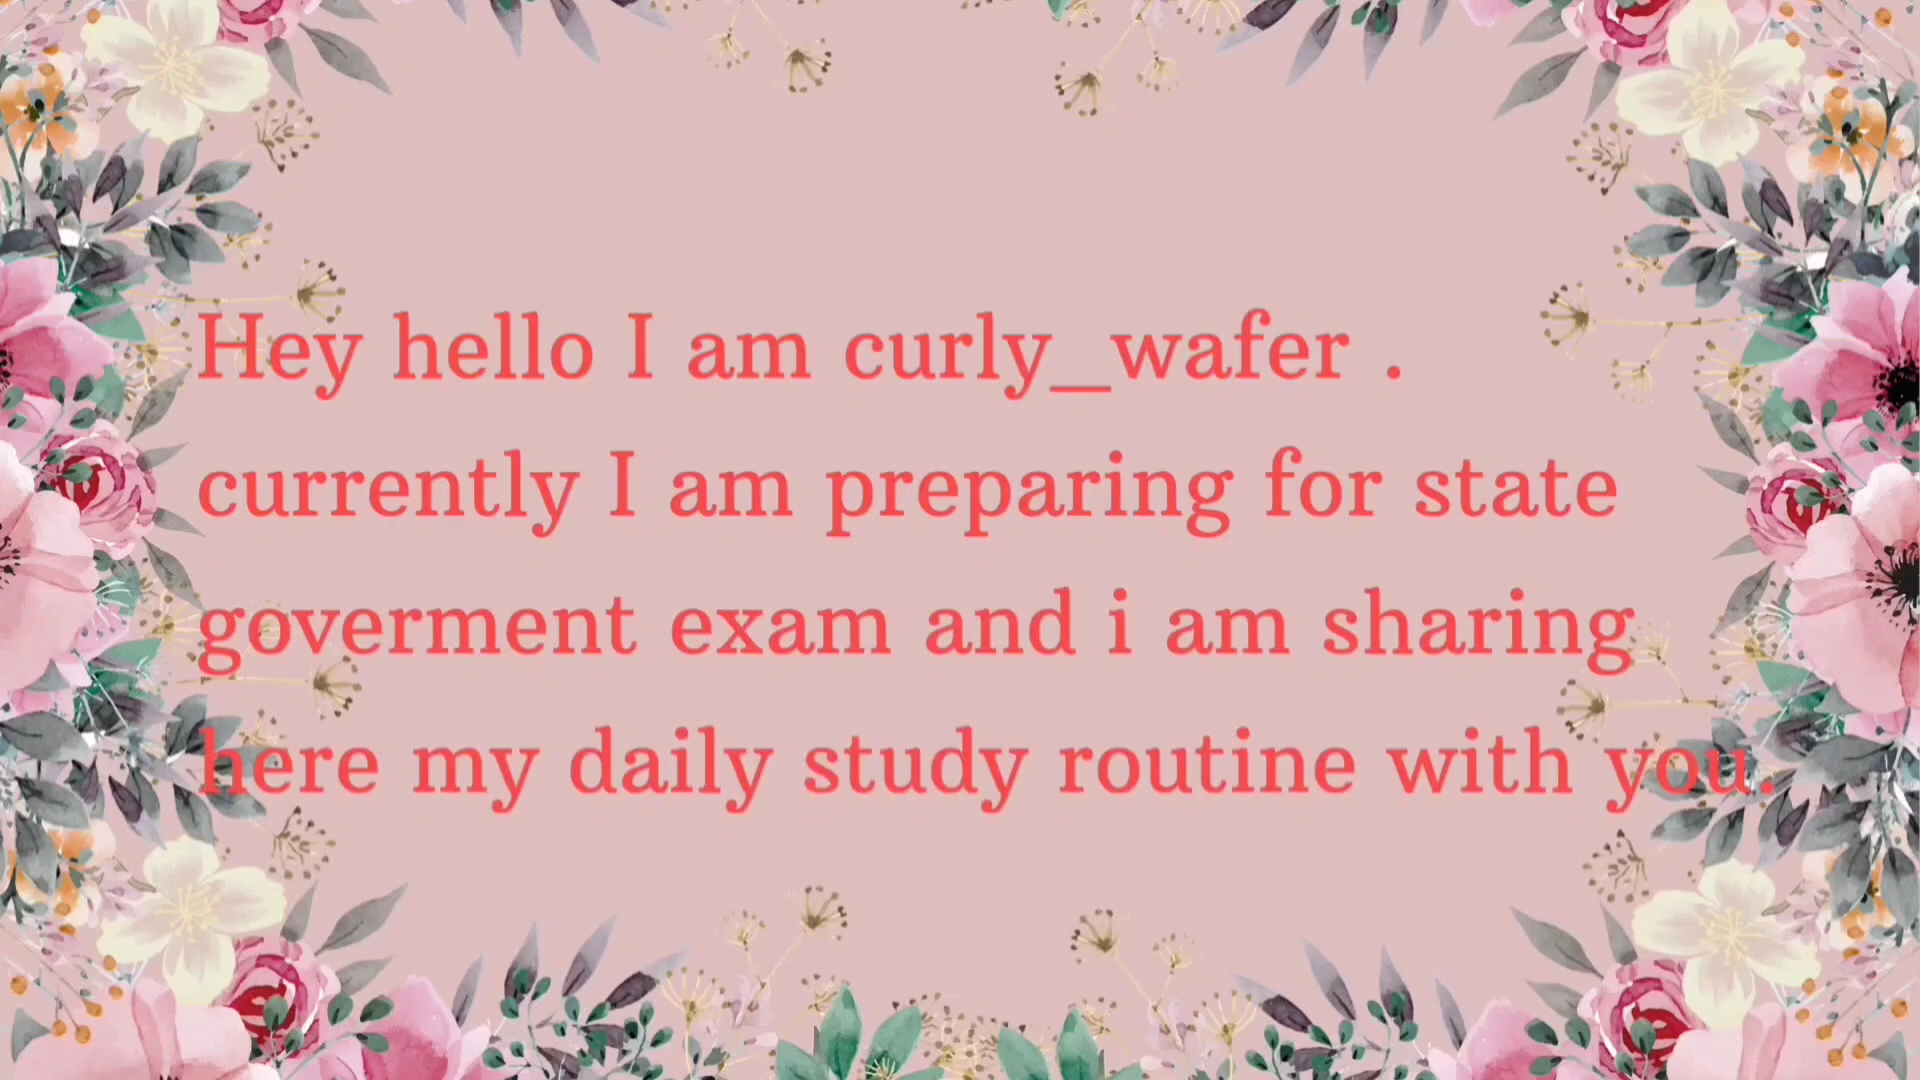 Hey hello I am curly_wafer .
currently I am preparing for state
goverment exam and i am sharing
here my daily study routine with you.